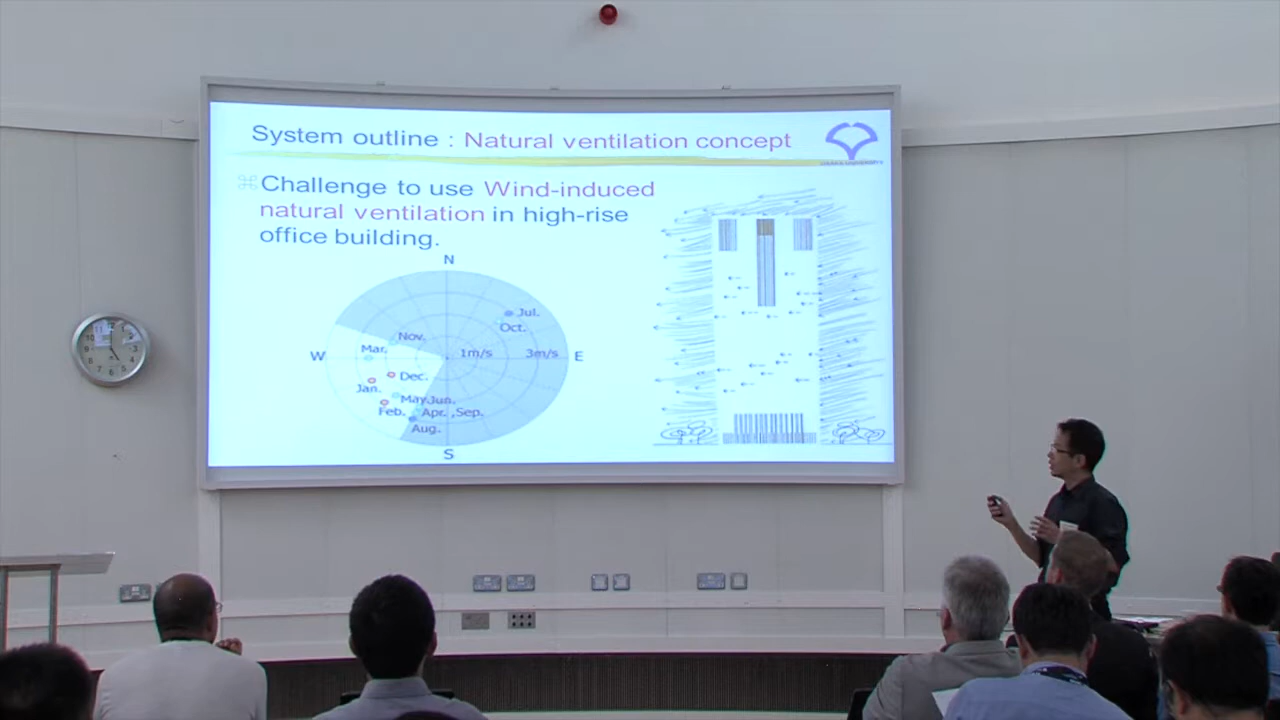 System outline : Natural ventilation concept
⌘Challenge to use Wind-induced
natural ventilation in high-rise
office building.
N
Jul.
Oct.
Nov.
Mar.
W
1m/s
3m/s
E
Dec.
Jan.
May
Jun.
Feb.
Apr. ,Sep.
Aug.
S